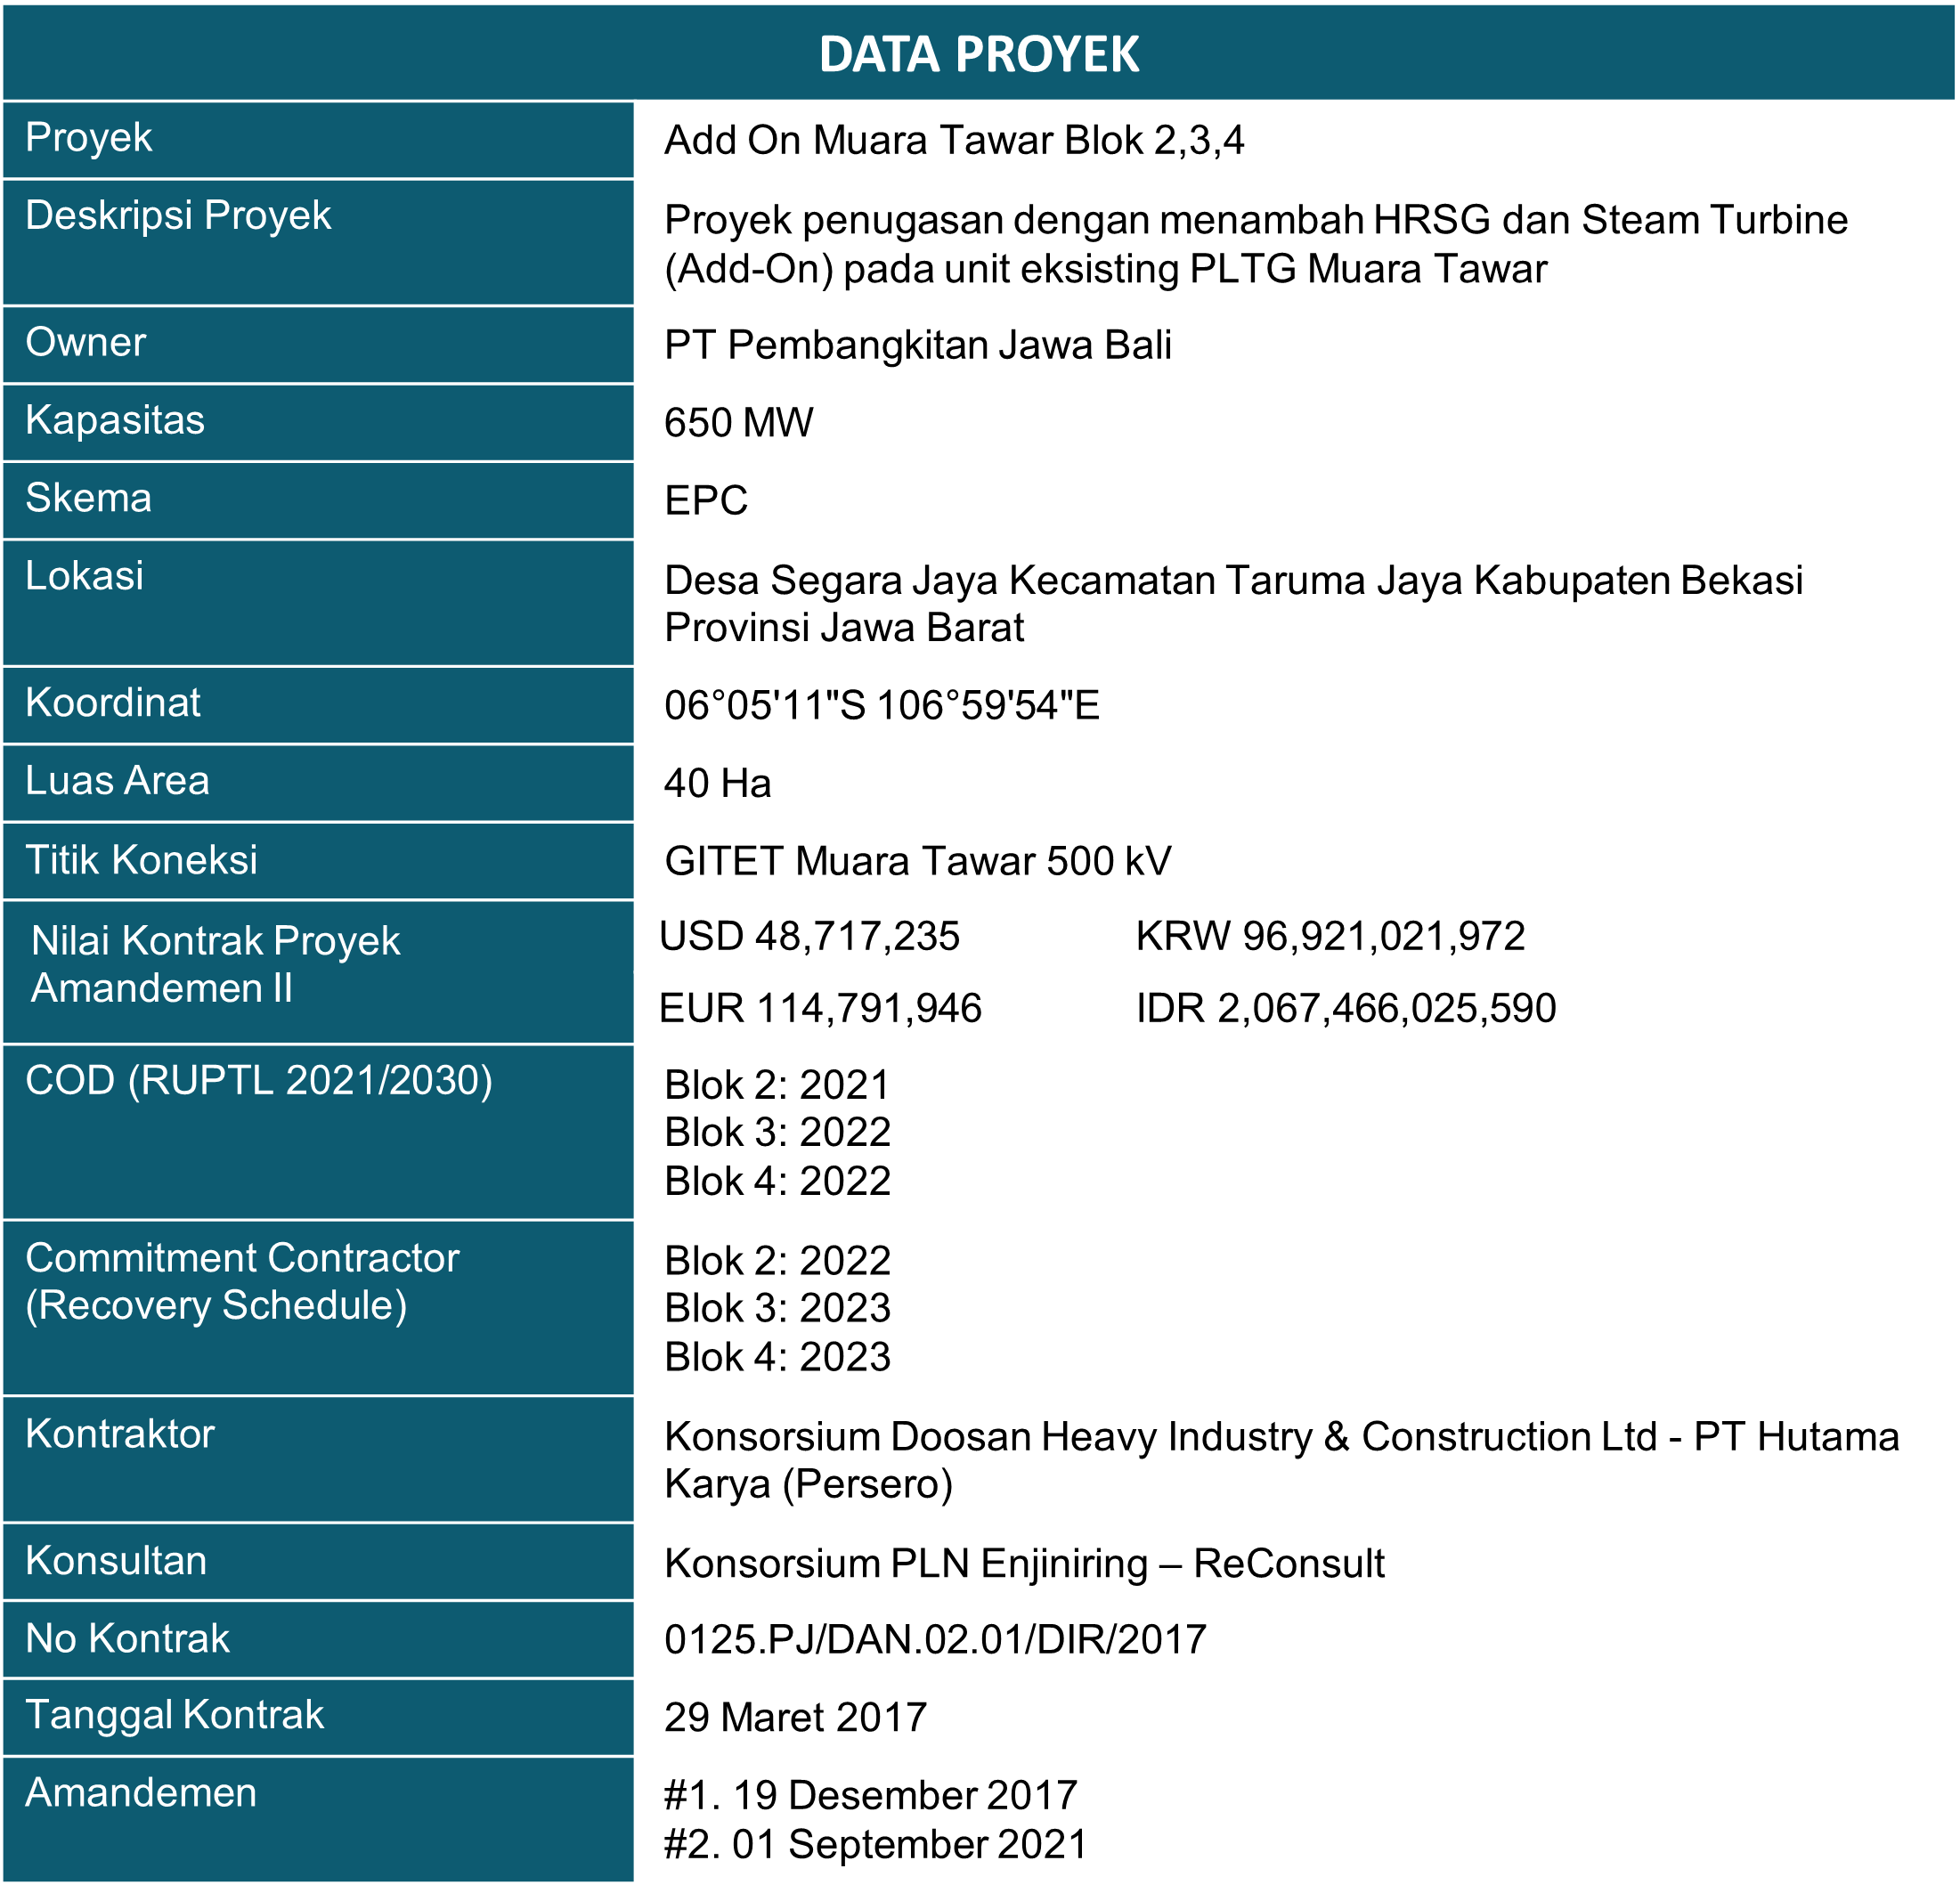 DATA PROYEK
Proyek
Add On Muara Tawar Blok 2,3,4
Deskripsi Proyek
Proyek penugasan dengan menambah HRSG dan Steam Turbine
(Add-On) pada unit eksisting PLTG Muara Tawar
Owner
PT Pembangkitan Jawa Bali
Kapasitas
650 MW
Skema
EPC
Lokasi
Desa Segara Jaya Kecamatan Taruma Jaya Kabupaten Bekasi
Provinsi Jawa Barat
Koordinat
06°05'11"S 106°59'54"E
Luas Area
40 Ha
Titik Koneksi
GITET Muara Tawar 500 kV
Nilai Kontrak Proyek
Amandemen II
USD 48,717,235 KRW 96,921,021,972
EUR 114,791,946 IDR 2,067,466,025,590
COD (RUPTL 2021/2030)
Blok 2: 2021
Blok 3: 2022
Blok 4: 2022
Commitment Contractor
(Recovery Schedule)
Blok 2: 2022
Blok 3: 2023
Blok 4: 2023
Kontraktor
Konsorsium Doosan Heavy Industry & Construction Ltd - PT Hutama
Karya (Persero)
Konsultan
Konsorsium PLN Enjiniring – ReConsult
No Kontrak
0125.PJ/DAN.02.01/DIR/2017
Tanggal Kontrak
29 Maret 2017
Amandemen
#1. 19 Desember 2017
#2. 01 September 2021